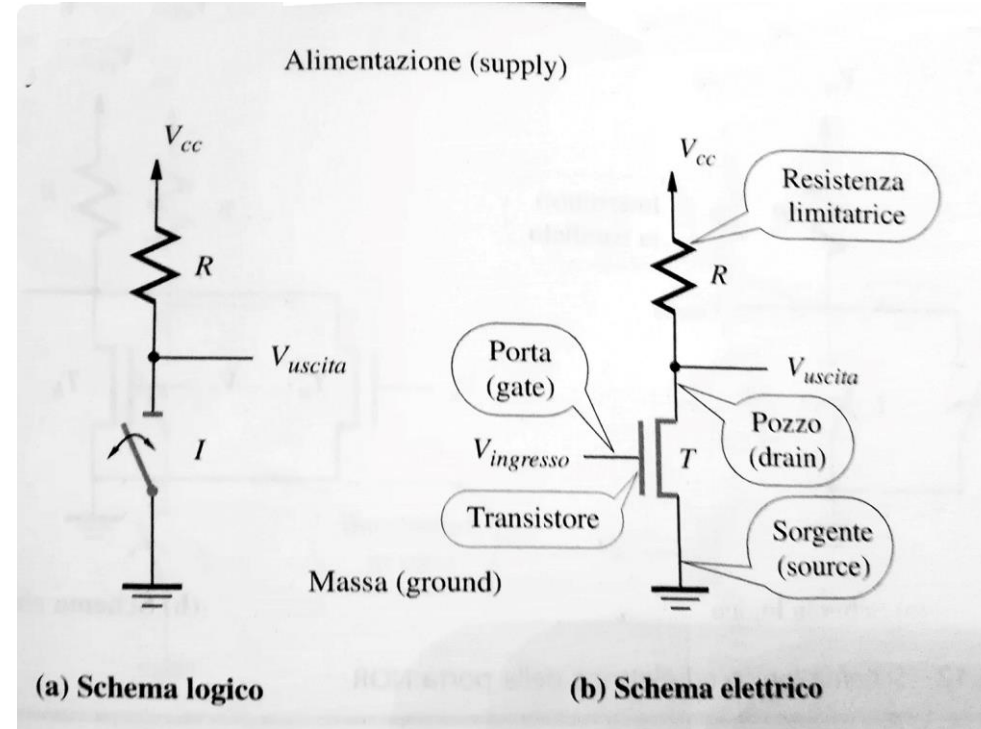 Alimentazione (supply)
V_cc
R
V_uscita
I
(a) Schema logico
V_cc
Resistenza
limitatrice
R
Porta
(gate)
V_uscita
Pozzo
(drain)
V_ingresso
T
Transistore
Sorgente
(source)
Massa (ground)
(b) Schema elettrico